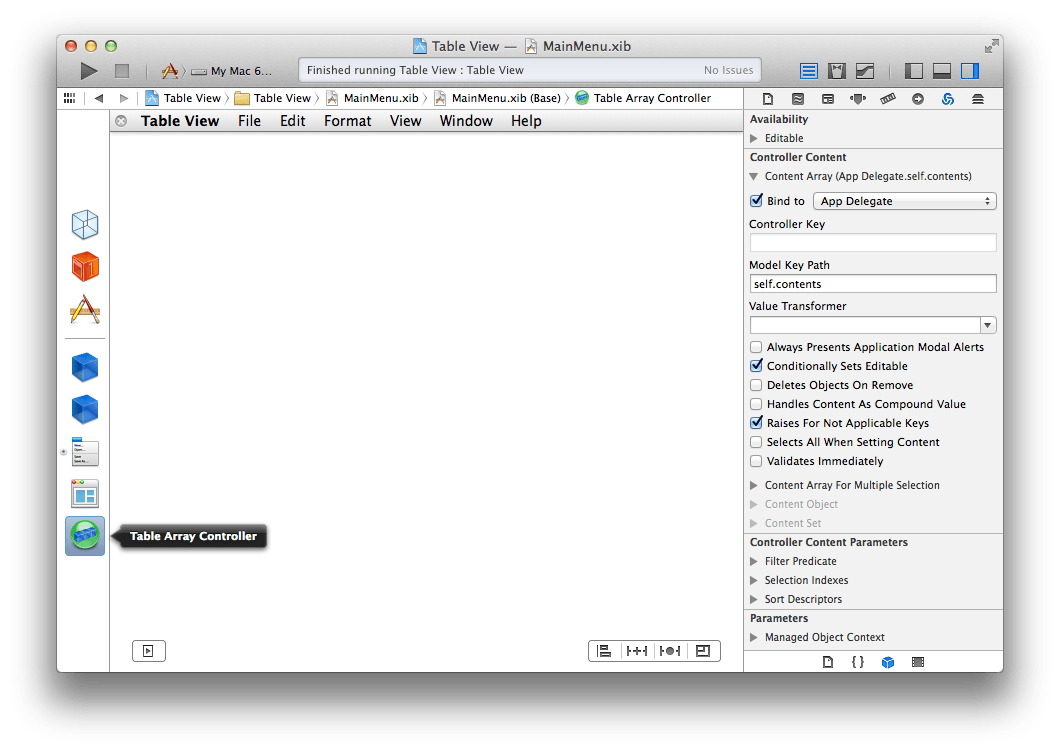 Table View — MainMenu.xib
My Mac 6...
Finished running Table View : Table View
No Issues
Table View
Table View
MainMenu.xib
MainMenu.xib (Base)
Table Array Controller
Table View File Edit Format View Window Help
Table Array Controller
Availability
Editable
Controller Content
Content Array (App Delegate.self.contents)
Bind to
App Delegate
Controller Key
Model Key Path
self.contents
Value Transformer
Always Presents Application Modal Alerts
Conditionally Sets Editable
Deletes Objects On Remove
Handles Content As Compound Value
Raises For Not Applicable Keys
Selects All When Setting Content
Validates Immediately
Content Array For Multiple Selection
Content Object
Content Set
Controller Content Parameters
Filter Predicate
Selection Indexes
Sort Descriptors
Parameters
Managed Object Context